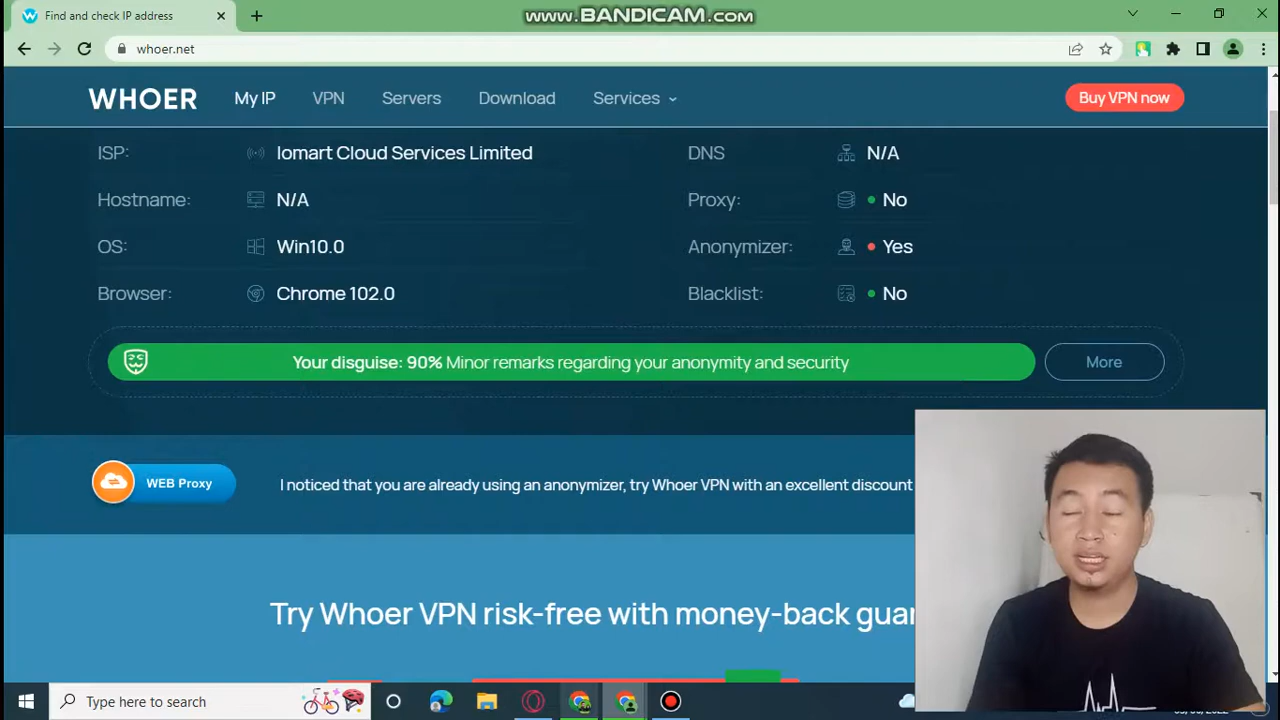 Find and check IP address
www.BANDICAM.com
whoer.net
WHOER
My IP
VPN
Servers
Download
Services
Buy VPN now
ISP:
Iomart Cloud Services Limited
DNS
N/A
Hostname:
N/A
Proxy:
No
OS:
Win10.0
Anonymizer:
Yes
Browser:
Chrome 102.0
Blacklist:
No
Your disguise: 90% Minor remarks regarding your anonymity and security
More
WEB Proxy
I noticed that you are already using an anonymizer, try Whoer VPN with an excellent discount
Try Whoer VPN risk-free with money-back
Type here to search